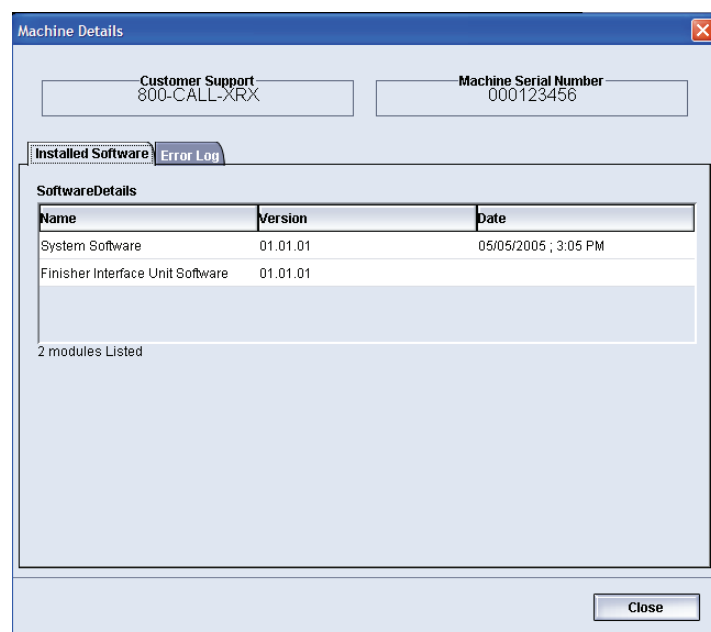 Machine Details
Customer Support
800-CALL-XRX
Machine Serial Number
000123456
Installed Software
Error Log
SoftwareDetails
Name Version Date
System Software 01.01.01 05/05/2005 ; 3:05 PM
Finisher Interface Unit Software 01.01.01
2 modules Listed
Close